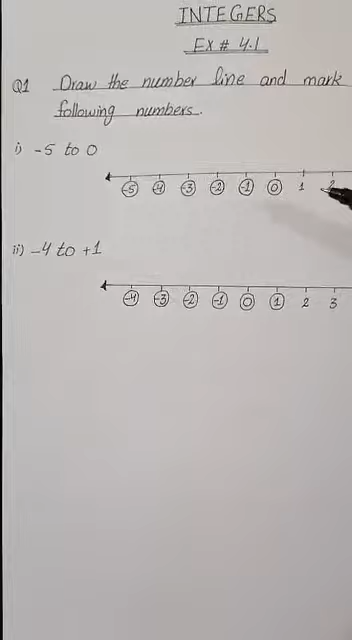 INTEGERS
EX # 4.1
Q1 Draw the number line and mark
following numbers.
i) -5 to 0
-5 -4 -3 -2 -1 0 1 2
ii) -4 to +1
-4 -3 -2 -1 0 1 2 3